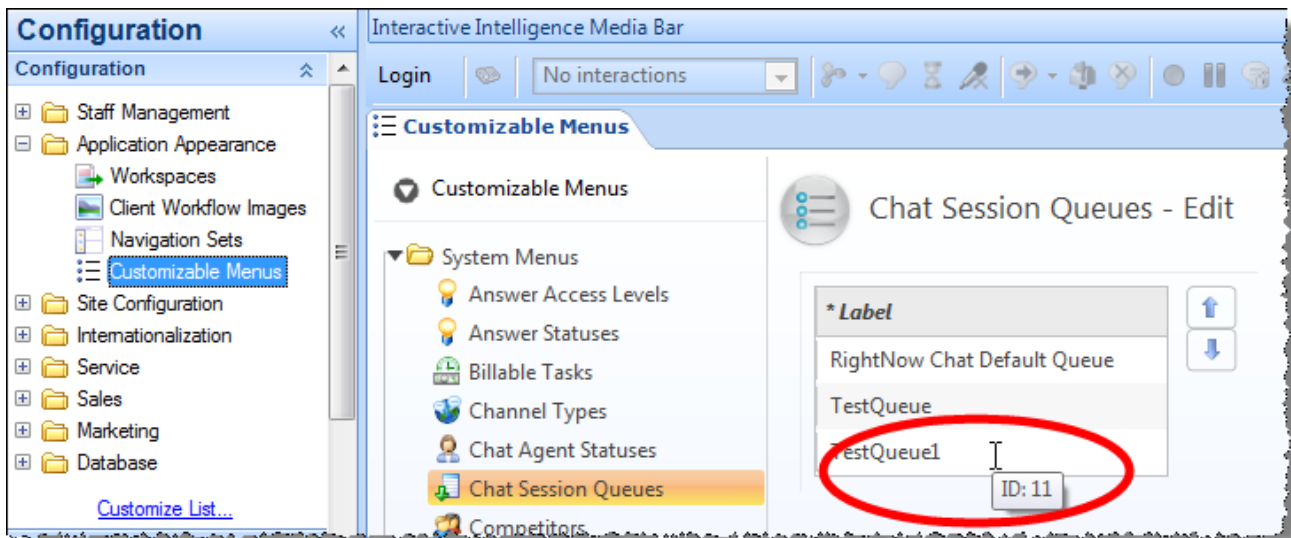 Configuration
Configuration
Staff Management
Application Appearance
Workspaces
Client Workflow Images
Navigation Sets
Customizable Menus
Site Configuration
Internationalization
Service
Sales
Marketing
Database
Customize List...
Interactive Intelligence Media Bar
Login
No interactions
Customizable Menus
Customizable Menus
System Menus
Answer Access Levels
Answer Statuses
Billable Tasks
Channel Types
Chat Agent Statuses
Chat Session Queues
Competitors
Chat Session Queues - Edit
* Label
RightNow Chat Default Queue
TestQueue
TestQueue1
ID: 11